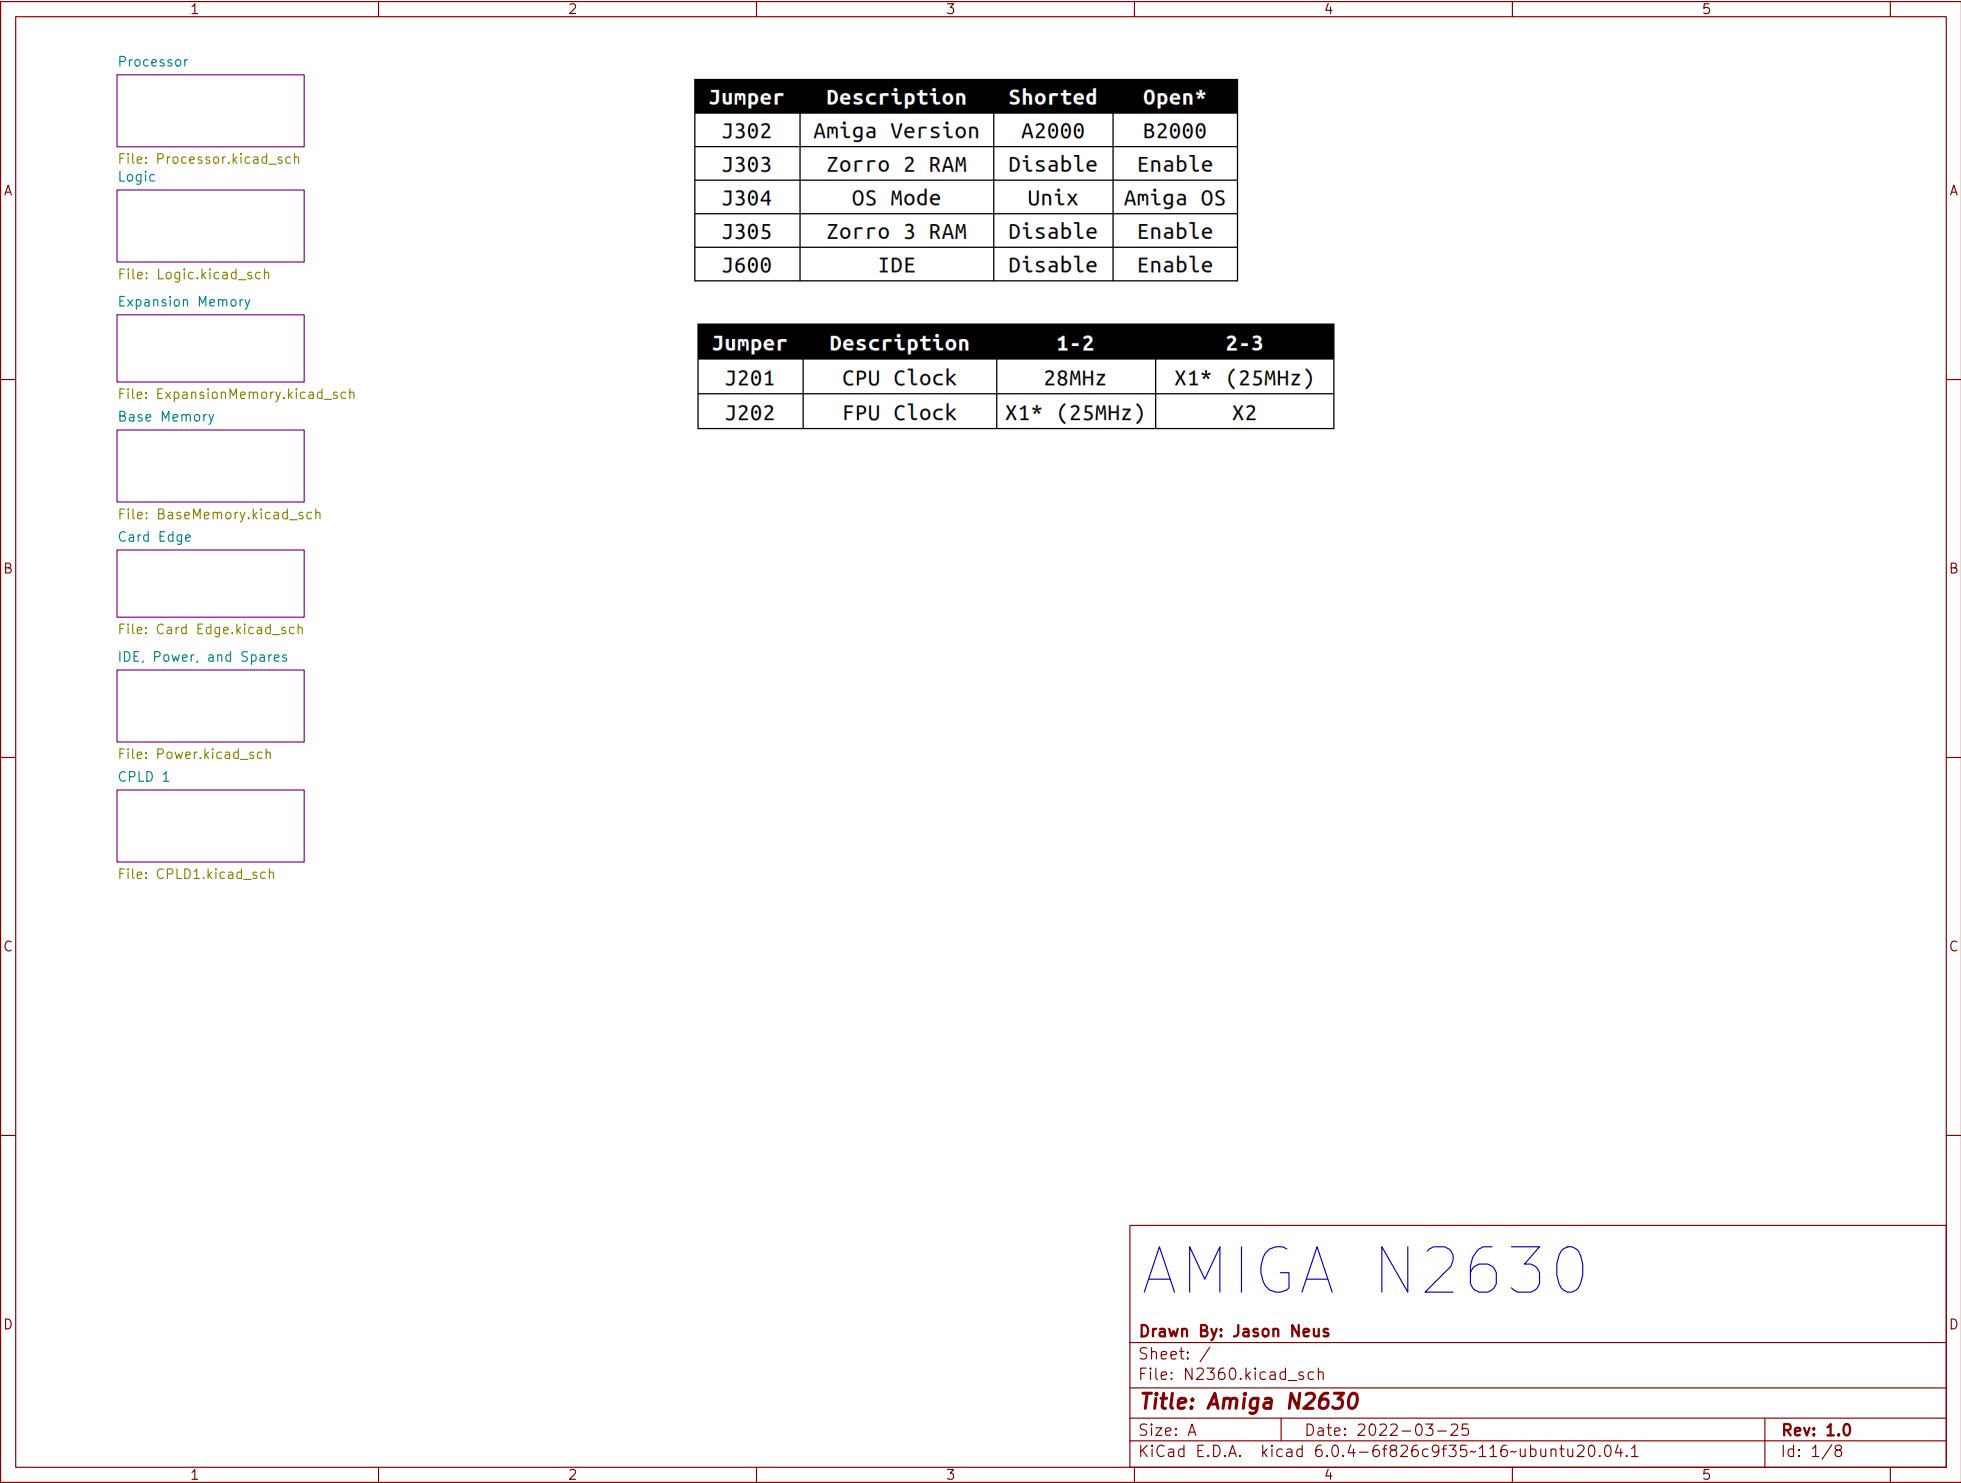 1 2 3 4 5
Processor
File: Processor.kicad_sch
Logic
File: Logic.kicad_sch
Expansion Memory
File: ExpansionMemory.kicad_sch
Base Memory
File: BaseMemory.kicad_sch
Card Edge
File: Card Edge.kicad_sch
IDE, Power, and Spares
File: Power.kicad_sch
CPLD 1
File: CPLD1.kicad_sch
Jumper Description Shorted Open*
J302 Amiga Version A2000 B2000
J303 Zorro 2 RAM Disable Enable
J304 OS Mode Unix Amiga OS
J305 Zorro 3 RAM Disable Enable
J600 IDE Disable Enable
Jumper Description 1-2 2-3
J201 CPU Clock 28MHz X1* (25MHz)
J202 FPU Clock X1* (25MHz) X2
A A
B B
C C
D D
AMIGA N2630
Drawn By: Jason Neus
Sheet: /
File: N2360.kicad_sch
Title: Amiga N2630
Size: A Date: 2022-03-25 Rev: 1.0
KiCad E.D.A. kicad 6.0.4-6f826c9f35~116~ubuntu20.04.1 Id: 1/8
1 2 3 4 5